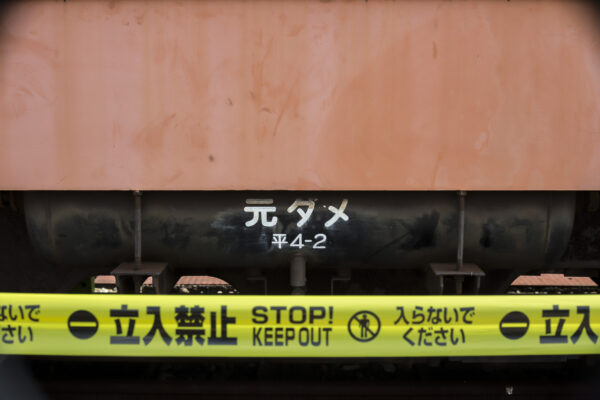 元ダメ
平4-2
ないで
さい
立入禁止
STOP!
KEEP OUT
入らないで
ください
立入